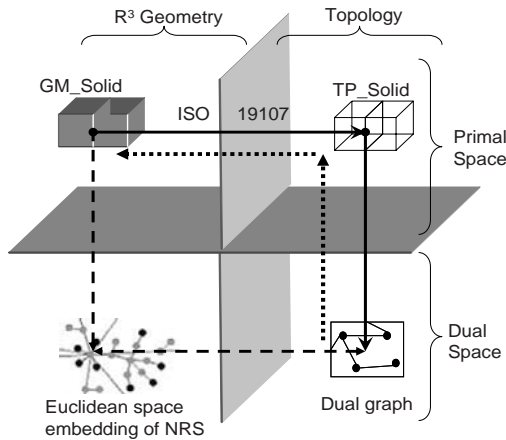 R³ Geometry
Topology
GM_Solid
TP_Solid
ISO 19107
Primal
Space
Dual
Space
Euclidean space
embedding of NRS
Dual graph